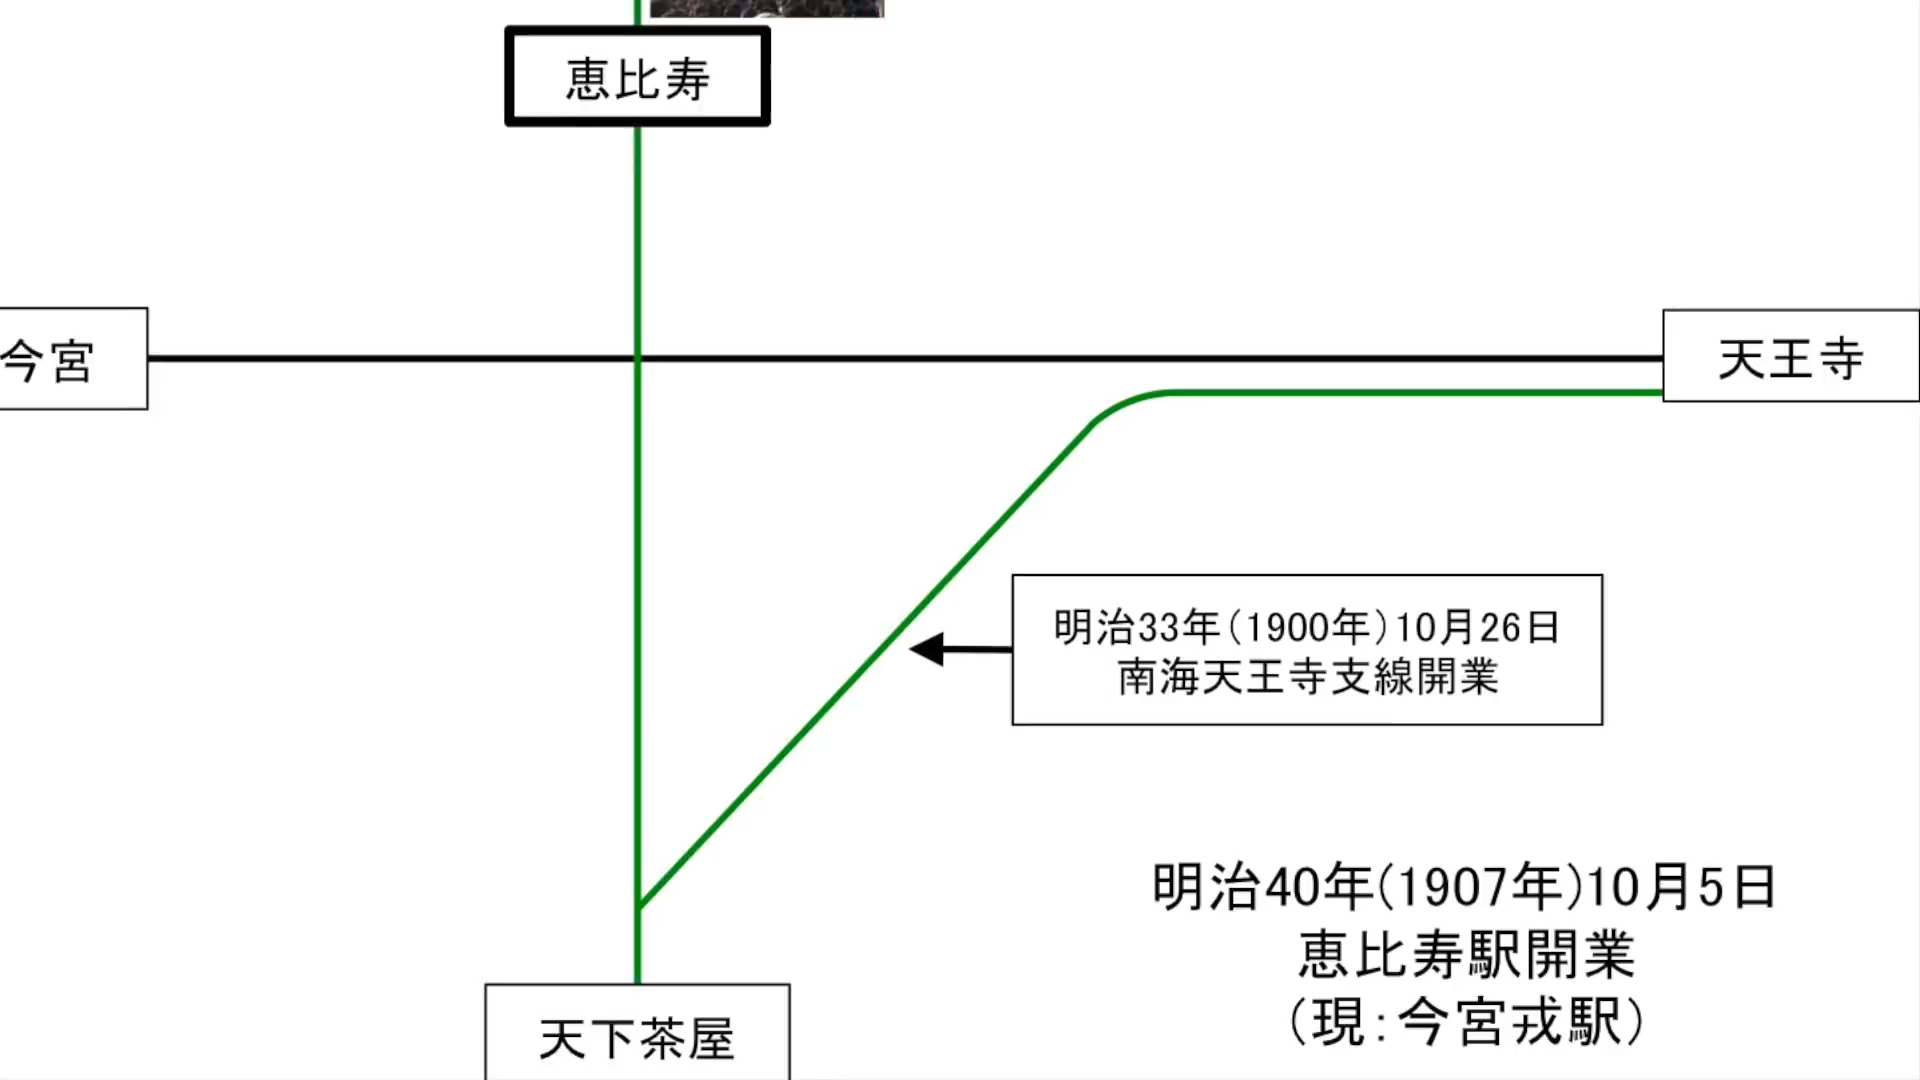 恵比寿
今宮
天王寺
明治33年(1900年)10月26日
南海天王寺支線開業
明治40年(1907年)10月5日
恵比寿駅開業
(現:今宮戎駅)
天下茶屋